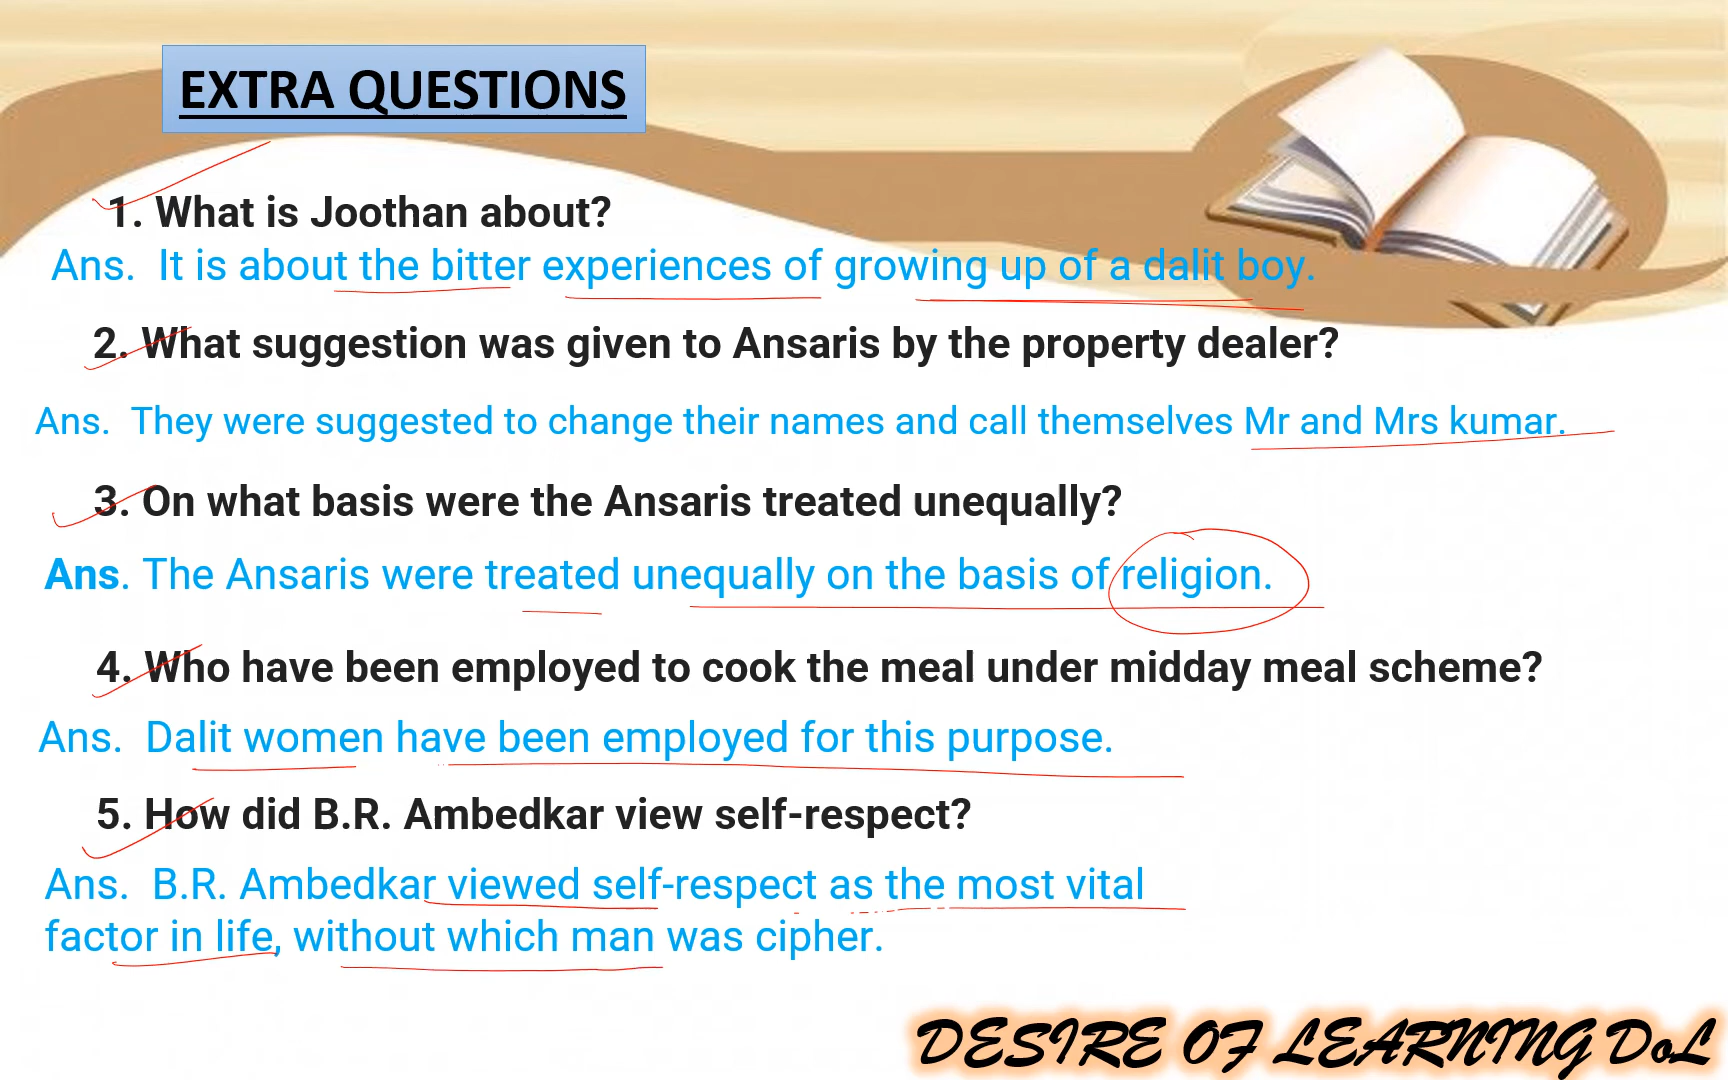 EXTRA QUESTIONS
1. What is Joothan about?
Ans. It is about the bitter experiences of growing up of a dalit boy.
2. What suggestion was given to Ansaris by the property dealer?
Ans. They were suggested to change their names and call themselves Mr and Mrs kumar.
3. On what basis were the Ansaris treated unequally?
Ans. The Ansaris were treated unequally on the basis of religion.
4. Who have been employed to cook the meal under midday meal scheme?
Ans. Dalit women have been employed for this purpose.
5. How did B.R. Ambedkar view self-respect?
Ans. B.R. Ambedkar viewed self-respect as the most vital
factor in life, without which man was cipher.
DESIRE OF LEARNING DoL